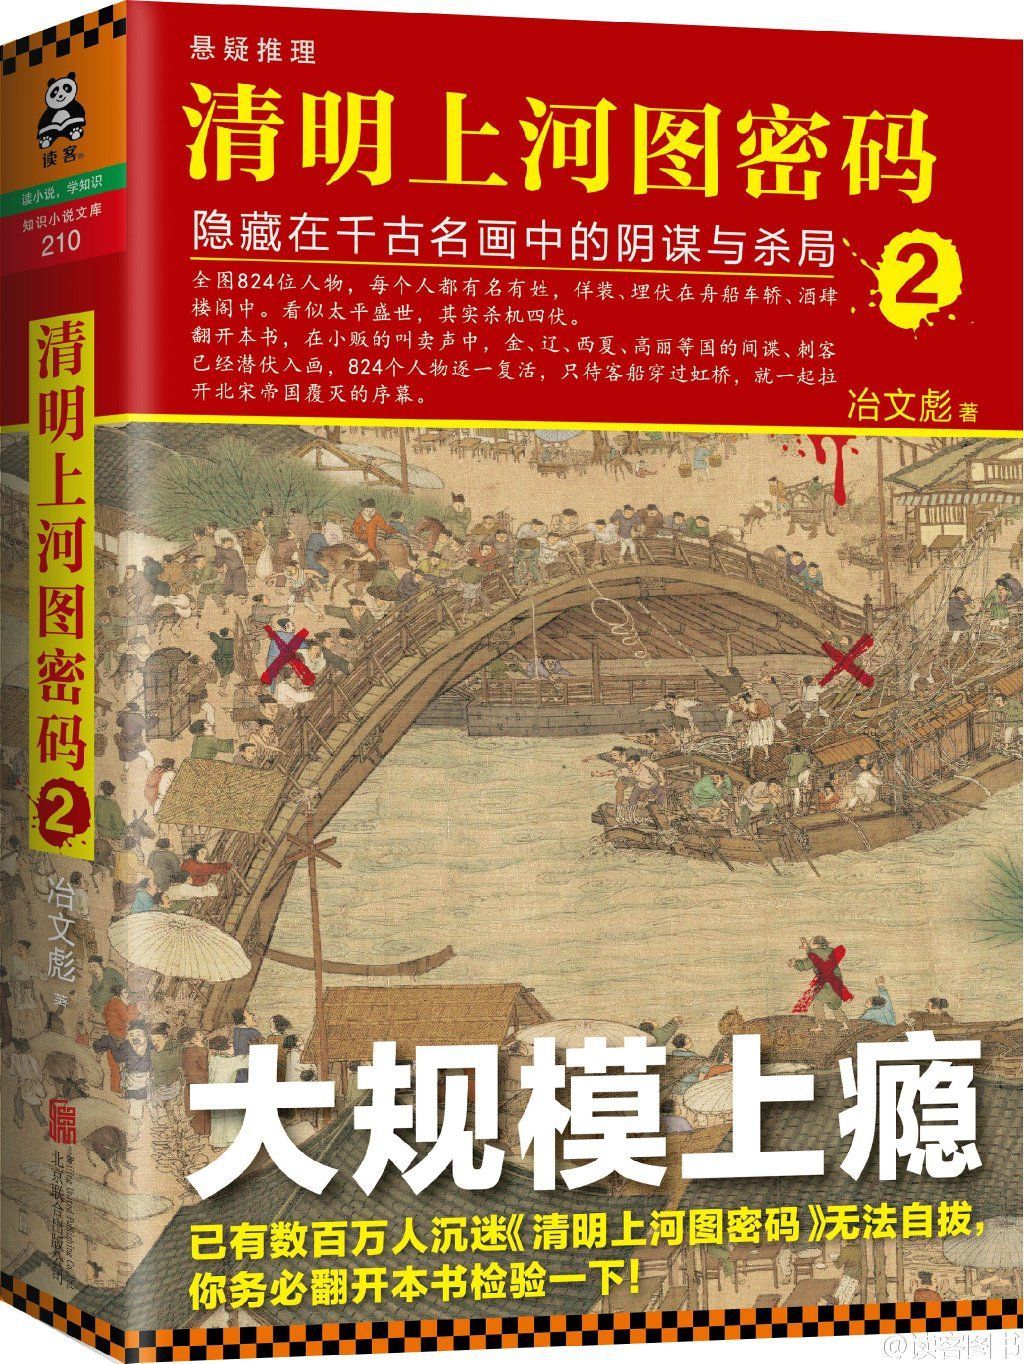 悬疑推理
清明上河图密码
隐藏在千古名画中的阴谋与杀局
2
全图824位人物，每个人都有名有姓，佯装、埋伏在舟船车轿、酒肆
楼阁中。看似太平盛世，其实杀机四伏。
翻开本书，在小贩的叫卖声中，金、辽、西夏、高丽等国的间谍、刺客
已经潜伏入画，824个人物逐一复活，只待客船穿过虹桥，就一起拉
开北宋帝国覆灭的序幕。
冶文彪 著
大规模上瘾
已有数百万人沉迷《清明上河图密码》无法自拔，
你务必翻开本书检验一下！
读客®
读小说，学知识
知识小说文库
210
清明上河图密码
2
冶文彪 著
北京联合出版公司
@读客图书